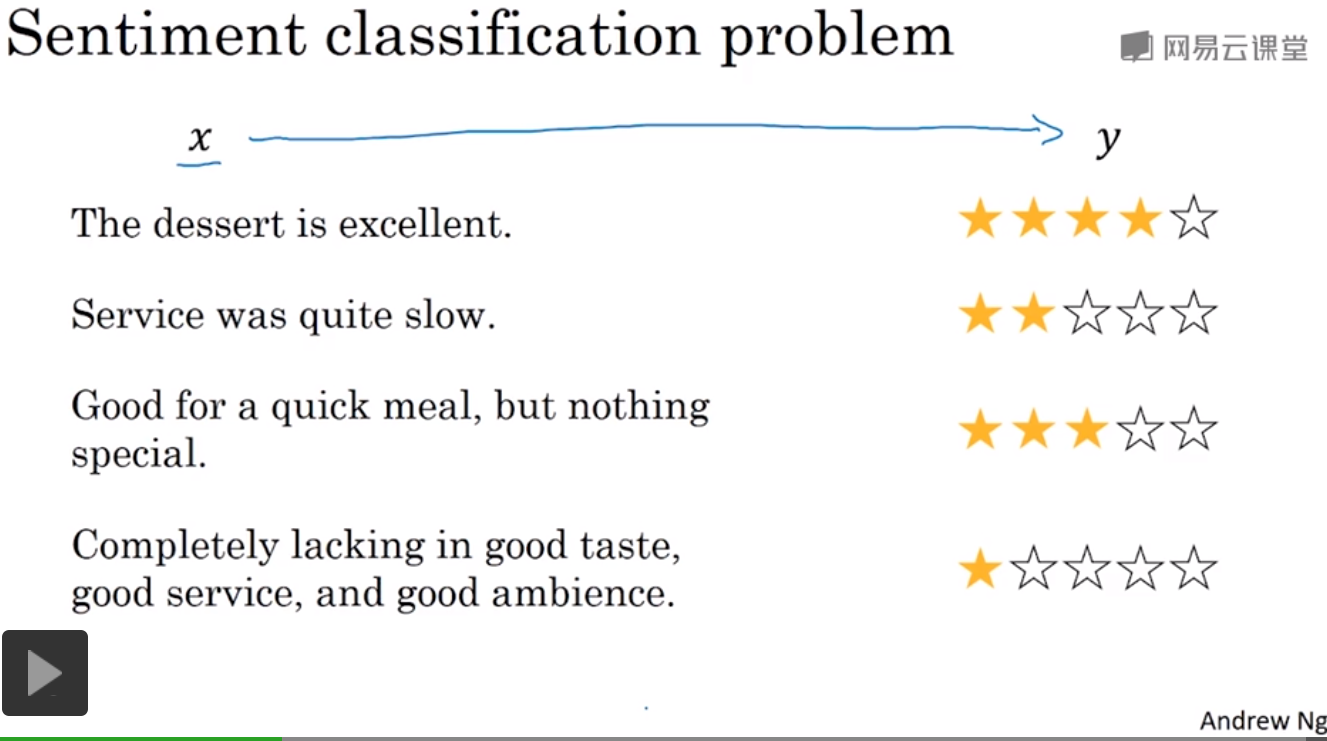 Sentiment classification problem
网易云课堂
x
y
The dessert is excellent.
Service was quite slow.
Good for a quick meal, but nothing
special.
Completely lacking in good taste,
good service, and good ambience.
Andrew Ng